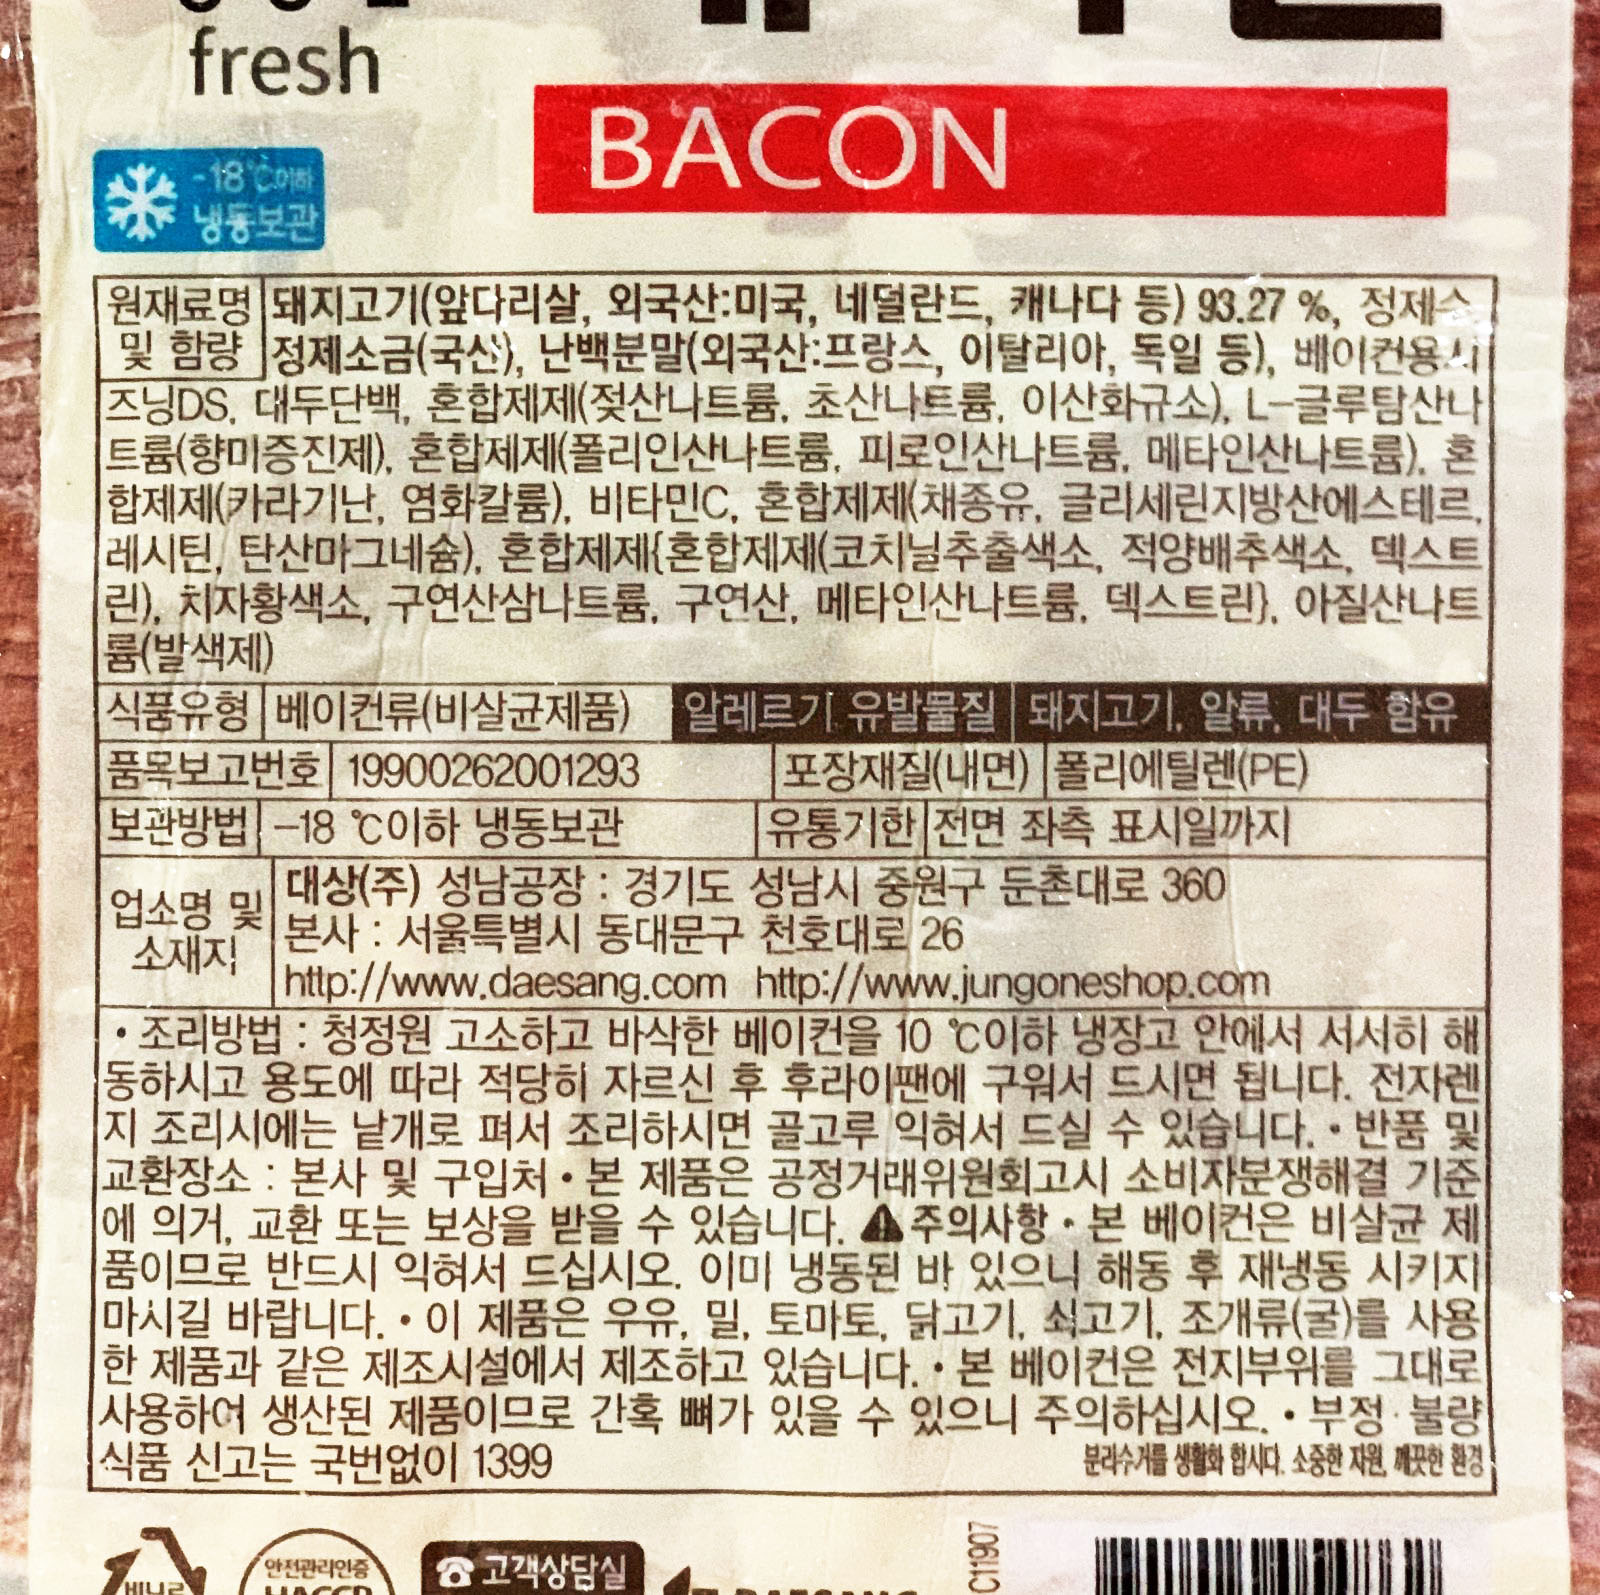 fresh
BACON
-18℃이하
냉동보관
원재료명 및 함량
돼지고기(앞다리살, 외국산:미국, 네덜란드, 캐나다 등) 93.27 %, 정제수,
정제소금(국산), 난백분말(외국산:프랑스, 이탈리아, 독일 등), 베이컨용시
즈닝DS, 대두단백, 혼합제제(젖산나트륨, 초산나트륨, 이산화규소), L-글루탐산나
트륨(향미증진제), 혼합제제(폴리인산나트륨, 피로인산나트륨, 메타인산나트륨), 혼
합제제(카라기난, 염화칼륨), 비타민C, 혼합제제(채종유, 글리세린지방산에스테르,
레시틴, 탄산마그네슘), 혼합제제{혼합제제(코치닐추출색소, 적양배추색소, 덱스트
린), 치자황색소, 구연산삼나트륨, 구연산, 메타인산나트륨, 덱스트린}, 아질산나트
륨(발색제)
식품유형 베이컨류(비살균제품) 알레르기 유발물질 돼지고기, 알류, 대두 함유
품목보고번호 19900262001293 포장재질(내면) 폴리에틸렌(PE)
보관방법 -18 ℃이하 냉동보관 유통기한 전면 좌측 표시일까지
업소명 및 소재지
대상(주) 성남공장 : 경기도 성남시 중원구 둔촌대로 360
본사 : 서울특별시 동대문구 천호대로 26
http://www.daesang.com http://www.jungoneshop.com
• 조리방법 : 청정원 고소하고 바삭한 베이컨을 10 ℃이하 냉장고 안에서 서서히 해
동하시고 용도에 따라 적당히 자르신 후 후라이팬에 구워서 드시면 됩니다. 전자렌
지 조리시에는 낱개로 펴서 조리하시면 골고루 익혀서 드실 수 있습니다. • 반품 및
교환장소 : 본사 및 구입처 • 본 제품은 공정거래위원회고시 소비자분쟁해결 기준
에 의거, 교환 또는 보상을 받을 수 있습니다. ⚠주의사항 • 본 베이컨은 비살균 제
품이므로 반드시 익혀서 드십시오. 이미 냉동된 바 있으니 해동 후 재냉동 시키지
마시길 바랍니다. • 이 제품은 우유, 밀, 토마토, 닭고기, 쇠고기, 조개류(굴)를 사용
한 제품과 같은 제조시설에서 제조하고 있습니다. • 본 베이컨은 전지부위를 그대로
사용하여 생산된 제품이므로 간혹 뼈가 있을 수 있으니 주의하십시오. • 부정·불량
식품 신고는 국번없이 1399
분리수거를 생활화 합시다. 소중한 자원, 깨끗한 환경
안전관리인증
HACCP
고객상담실
DAESANG
C11907